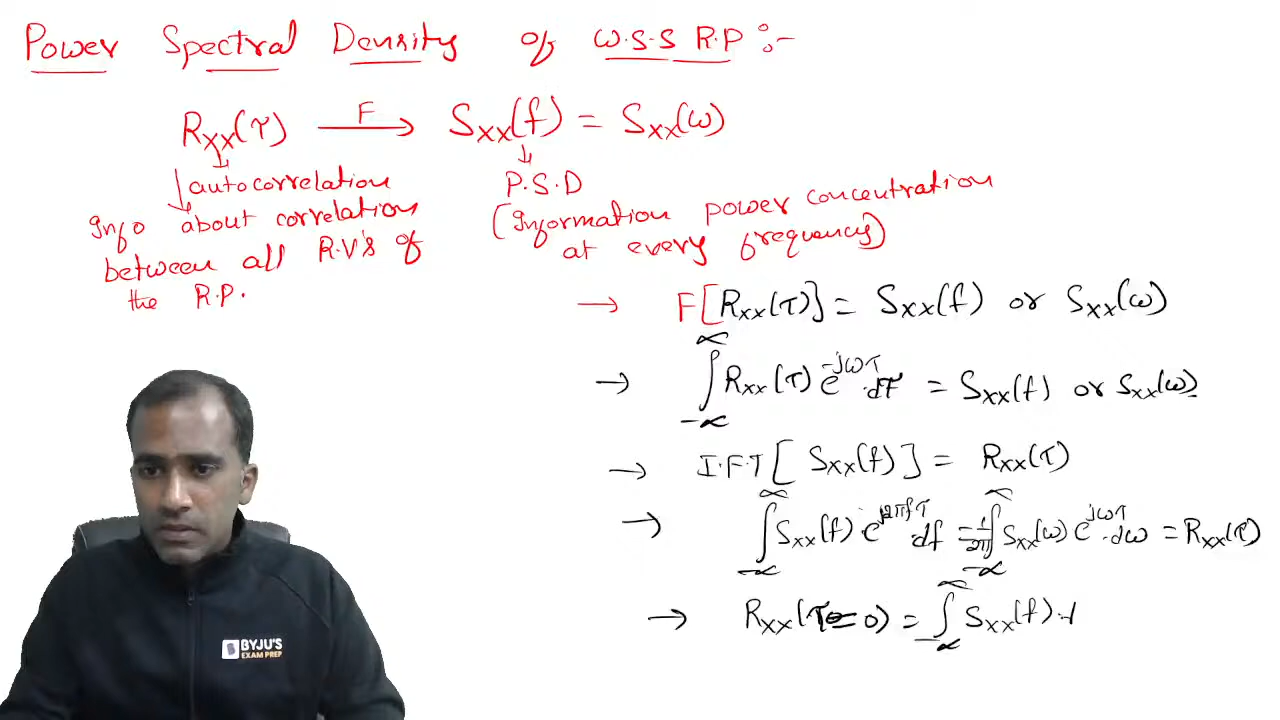 Power Spectral Density of W.S.S R.P :-
Rxx(τ) —F→ Sxx(f) = Sxx(ω)
↓ autocorrelation
Info about correlation
between all R.V's of
the R.P.
↓
P.S.D
(Information power concentration
at every frequency)
→ F[Rxx(τ)] = Sxx(f) or Sxx(ω)
→ ∫_{-∞}^{∞} Rxx(τ) e^{-jωτ} .dτ = Sxx(f) or Sxx(ω)
→ I.F.T[ Sxx(f) ] = Rxx(τ)
→ ∫_{-∞}^{∞} Sxx(f) .e^{j2πfτ} df = 1/2π ∫_{-∞}^{∞} Sxx(ω) e^{jωτ} .dω = Rxx(τ)
→ Rxx(τ = 0) = ∫_{-∞}^{∞} Sxx(f).
BYJU'S
EXAM PREP